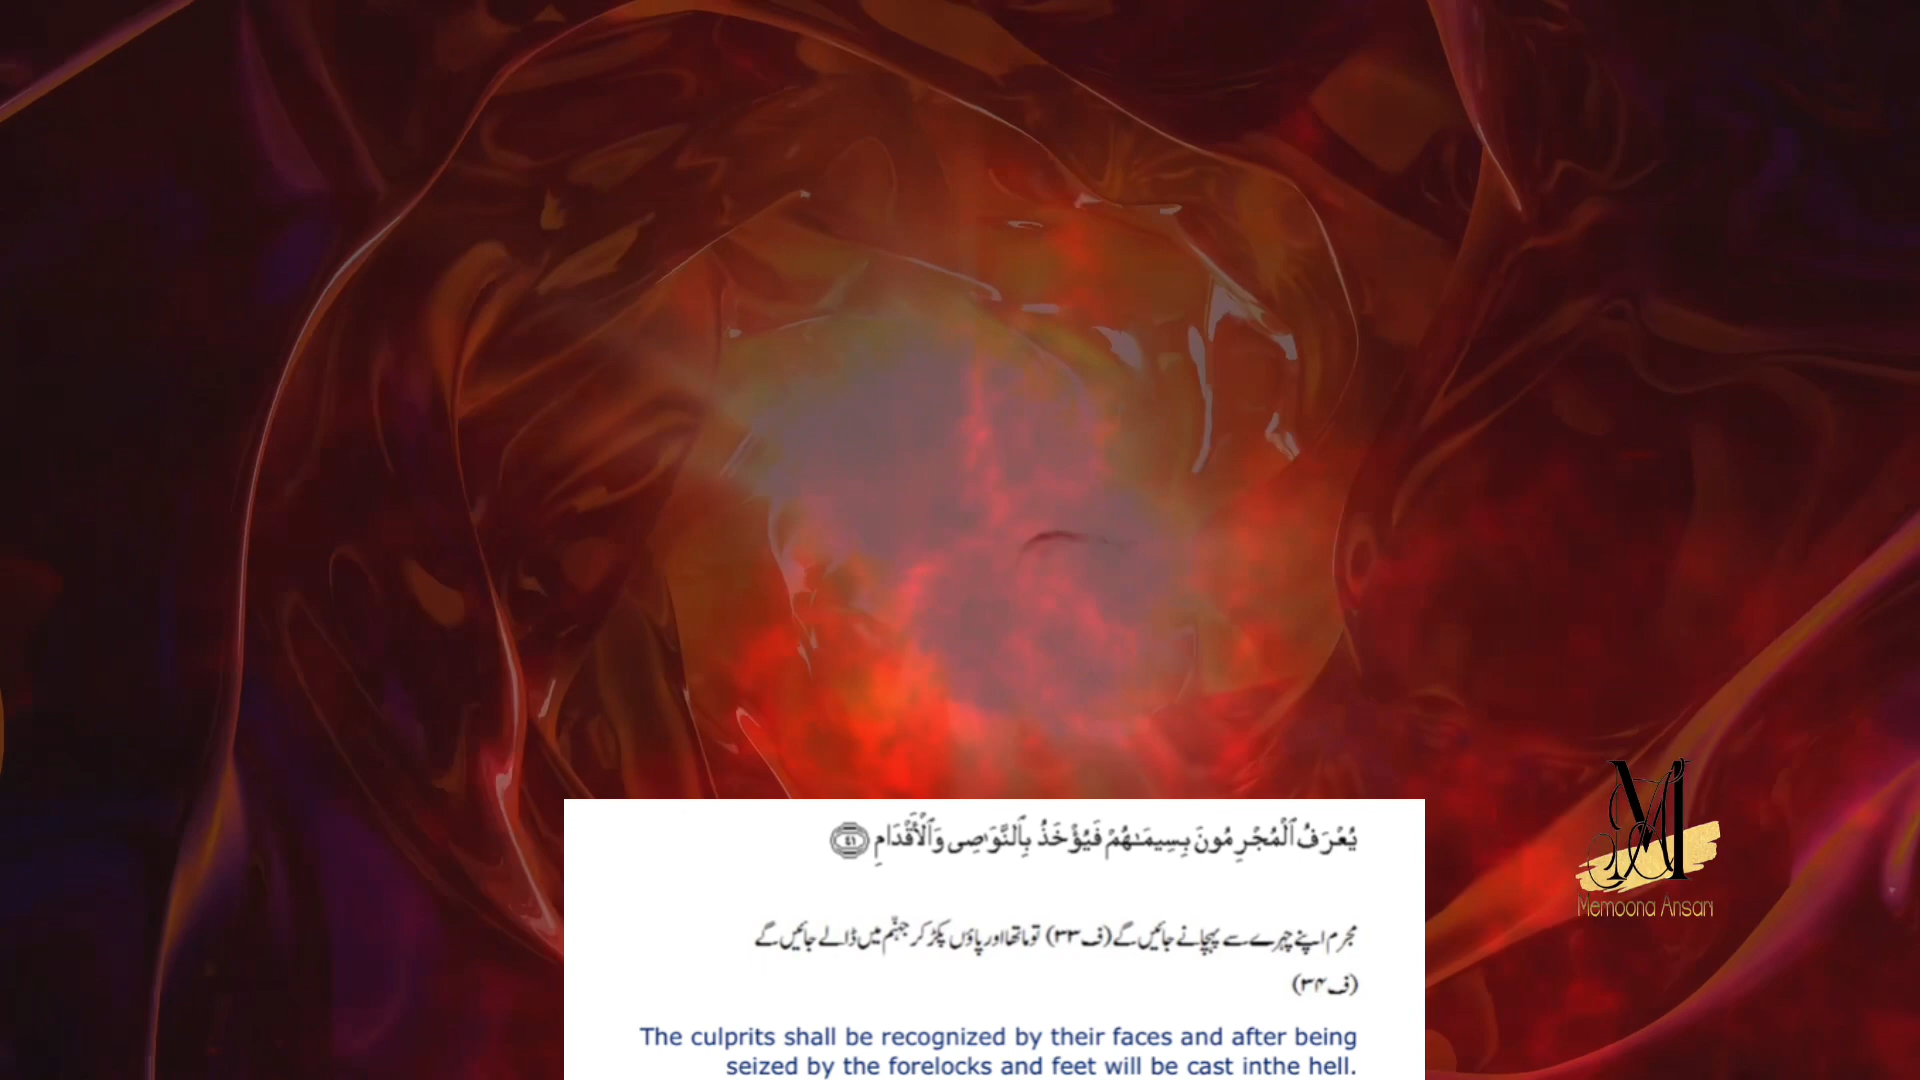 يُعْرَفُ ٱلْمُجْرِمُونَ بِسِيمَـٰهُمْ فَيُؤْخَذُ بِٱلنَّوَٰصِى وَٱلْأَقْدَامِ ﴿٤١﴾
مجرم اپنے چہرے سے پہچانے جائیں گے (ف۳۳) تو ماتھا اور پاؤں پکڑ کر جہنّم میں ڈالے جائیں گے
(ف۳۴)
The culprits shall be recognized by their faces and after being
seized by the forelocks and feet will be cast inthe hell.
Memoona Ansari